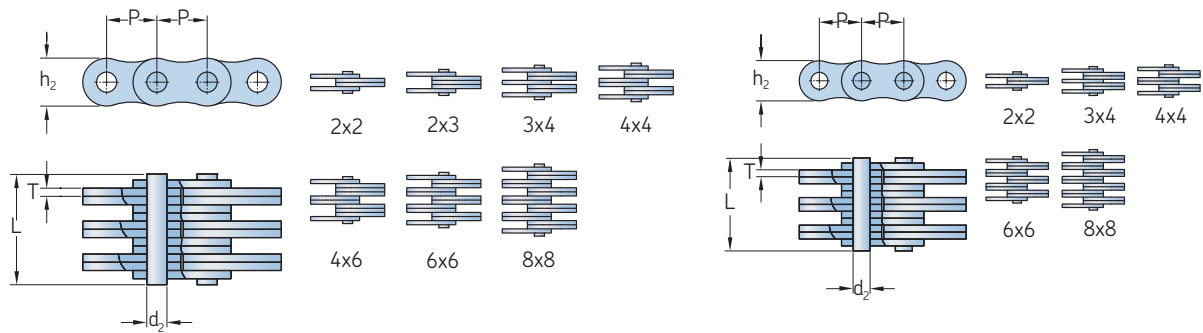 P P
h₂
2x2 2x3 3x4 4x4
T
L
4x6 6x6 8x8
d₂
P P
h₂
2x2 3x4 4x4
T
L
6x6 8x8
d₂